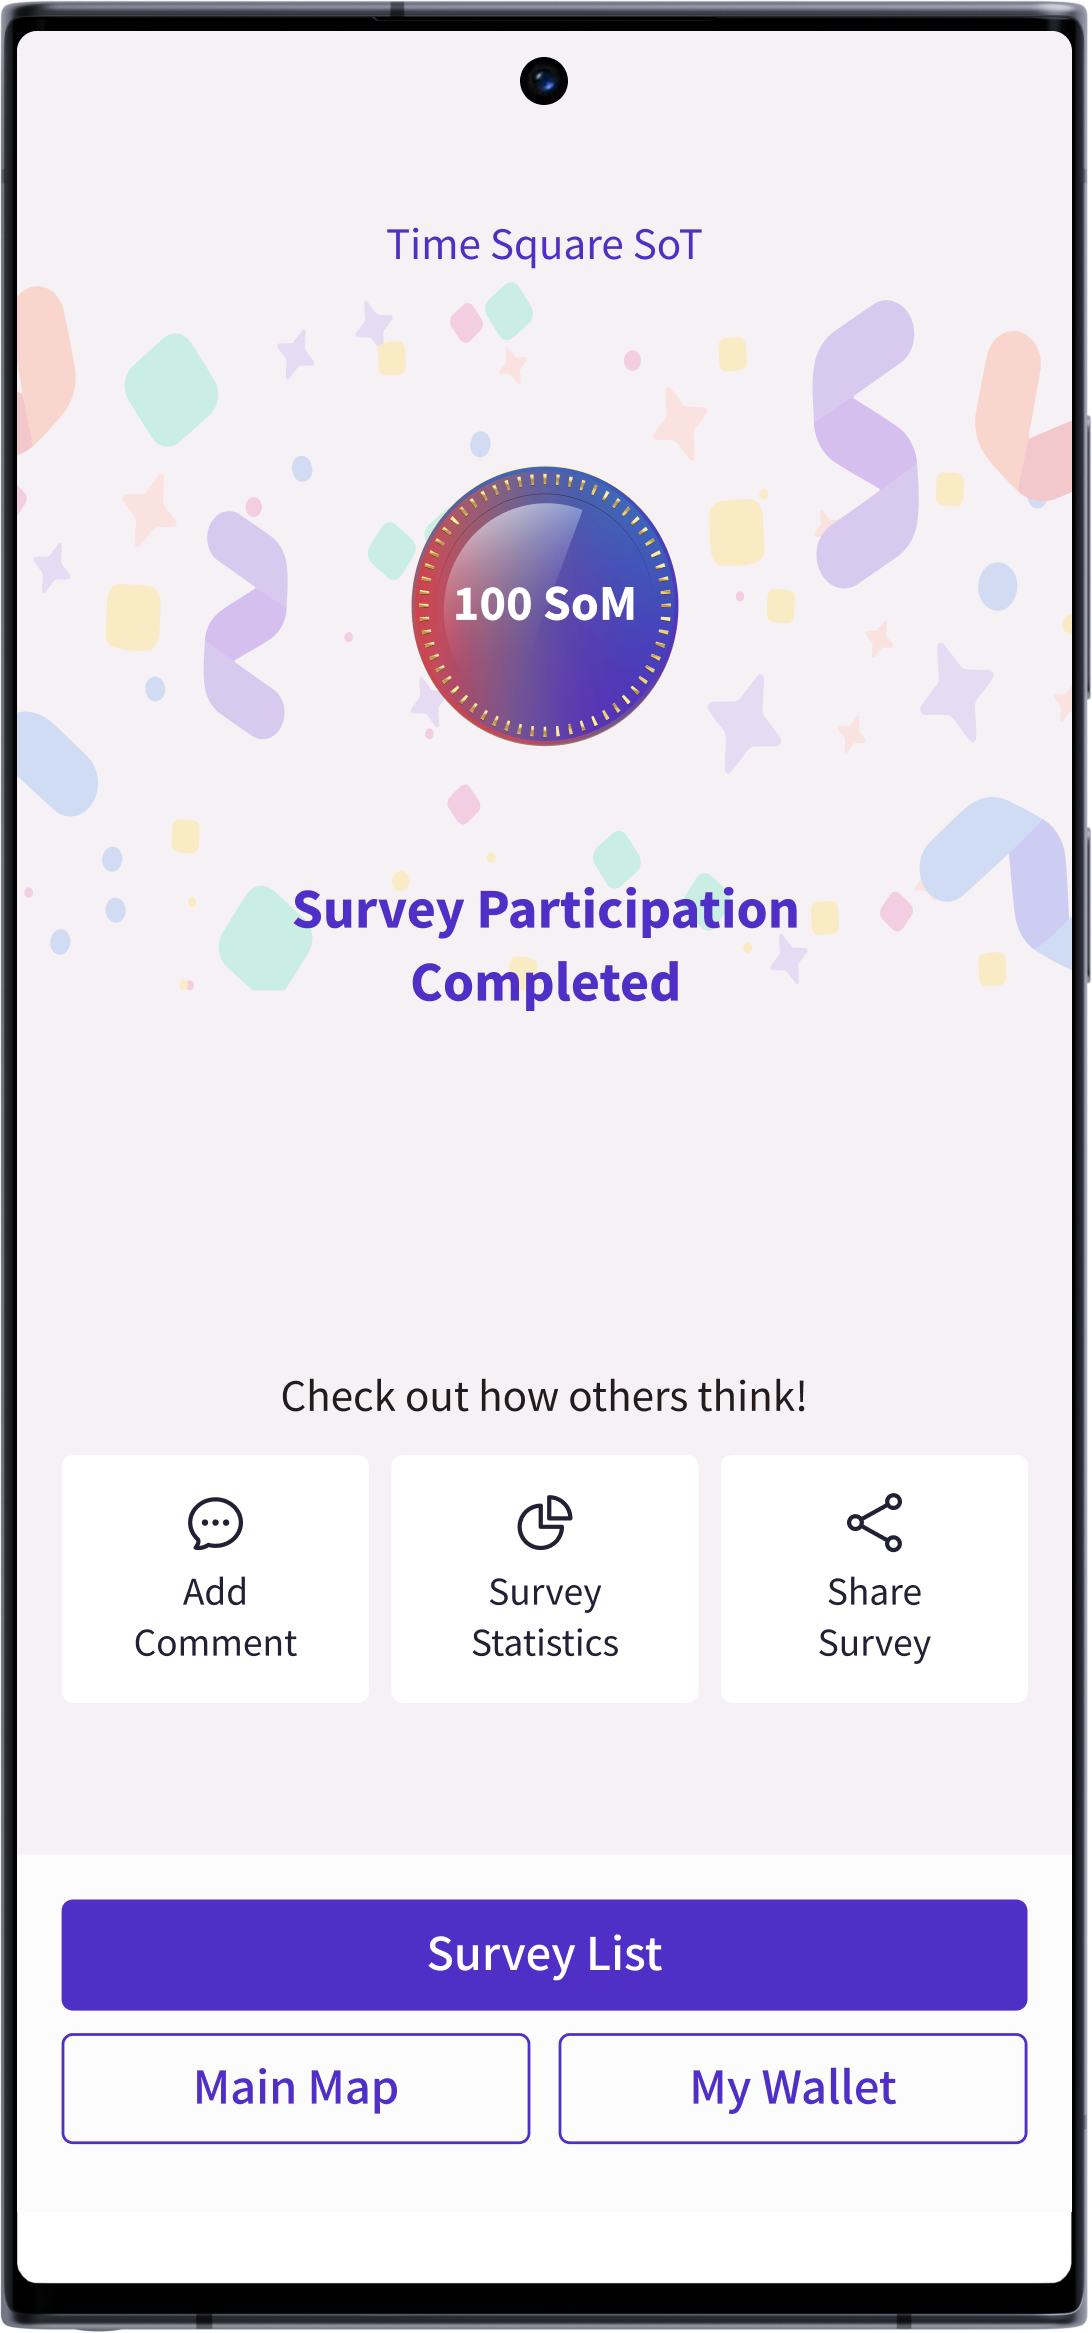 Time Square SoT
100 SoM
Survey Participation
Completed
Check out how others think!
Add
Comment
Survey
Statistics
Share
Survey
Survey List
Main Map
My Wallet